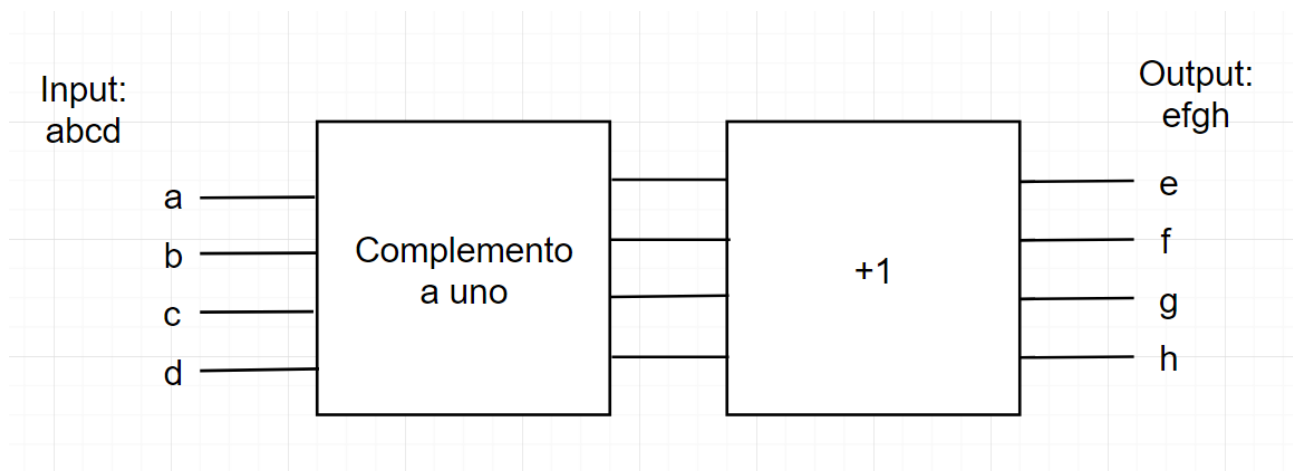 Input:
abcd
Output:
efgh
a
b
c
d
Complemento
a uno
+1
e
f
g
h